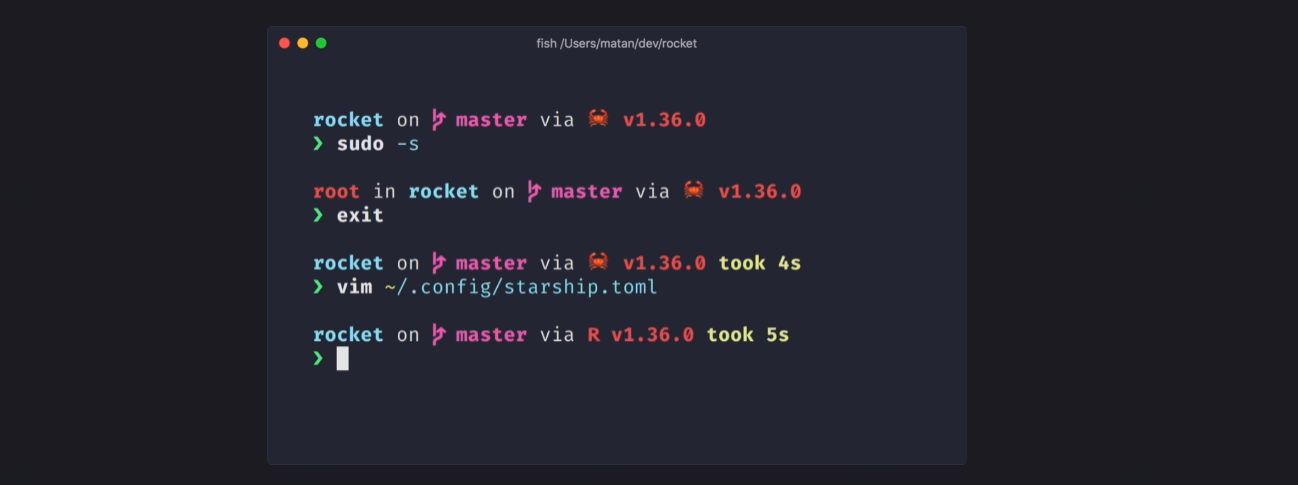 fish /Users/matan/dev/rocket
rocket on master via 🦀 v1.36.0
❯ sudo -s
root in rocket on master via 🦀 v1.36.0
❯ exit
rocket on master via 🦀 v1.36.0 took 4s
❯ vim ~/.config/starship.toml
rocket on master via R v1.36.0 took 5s
❯